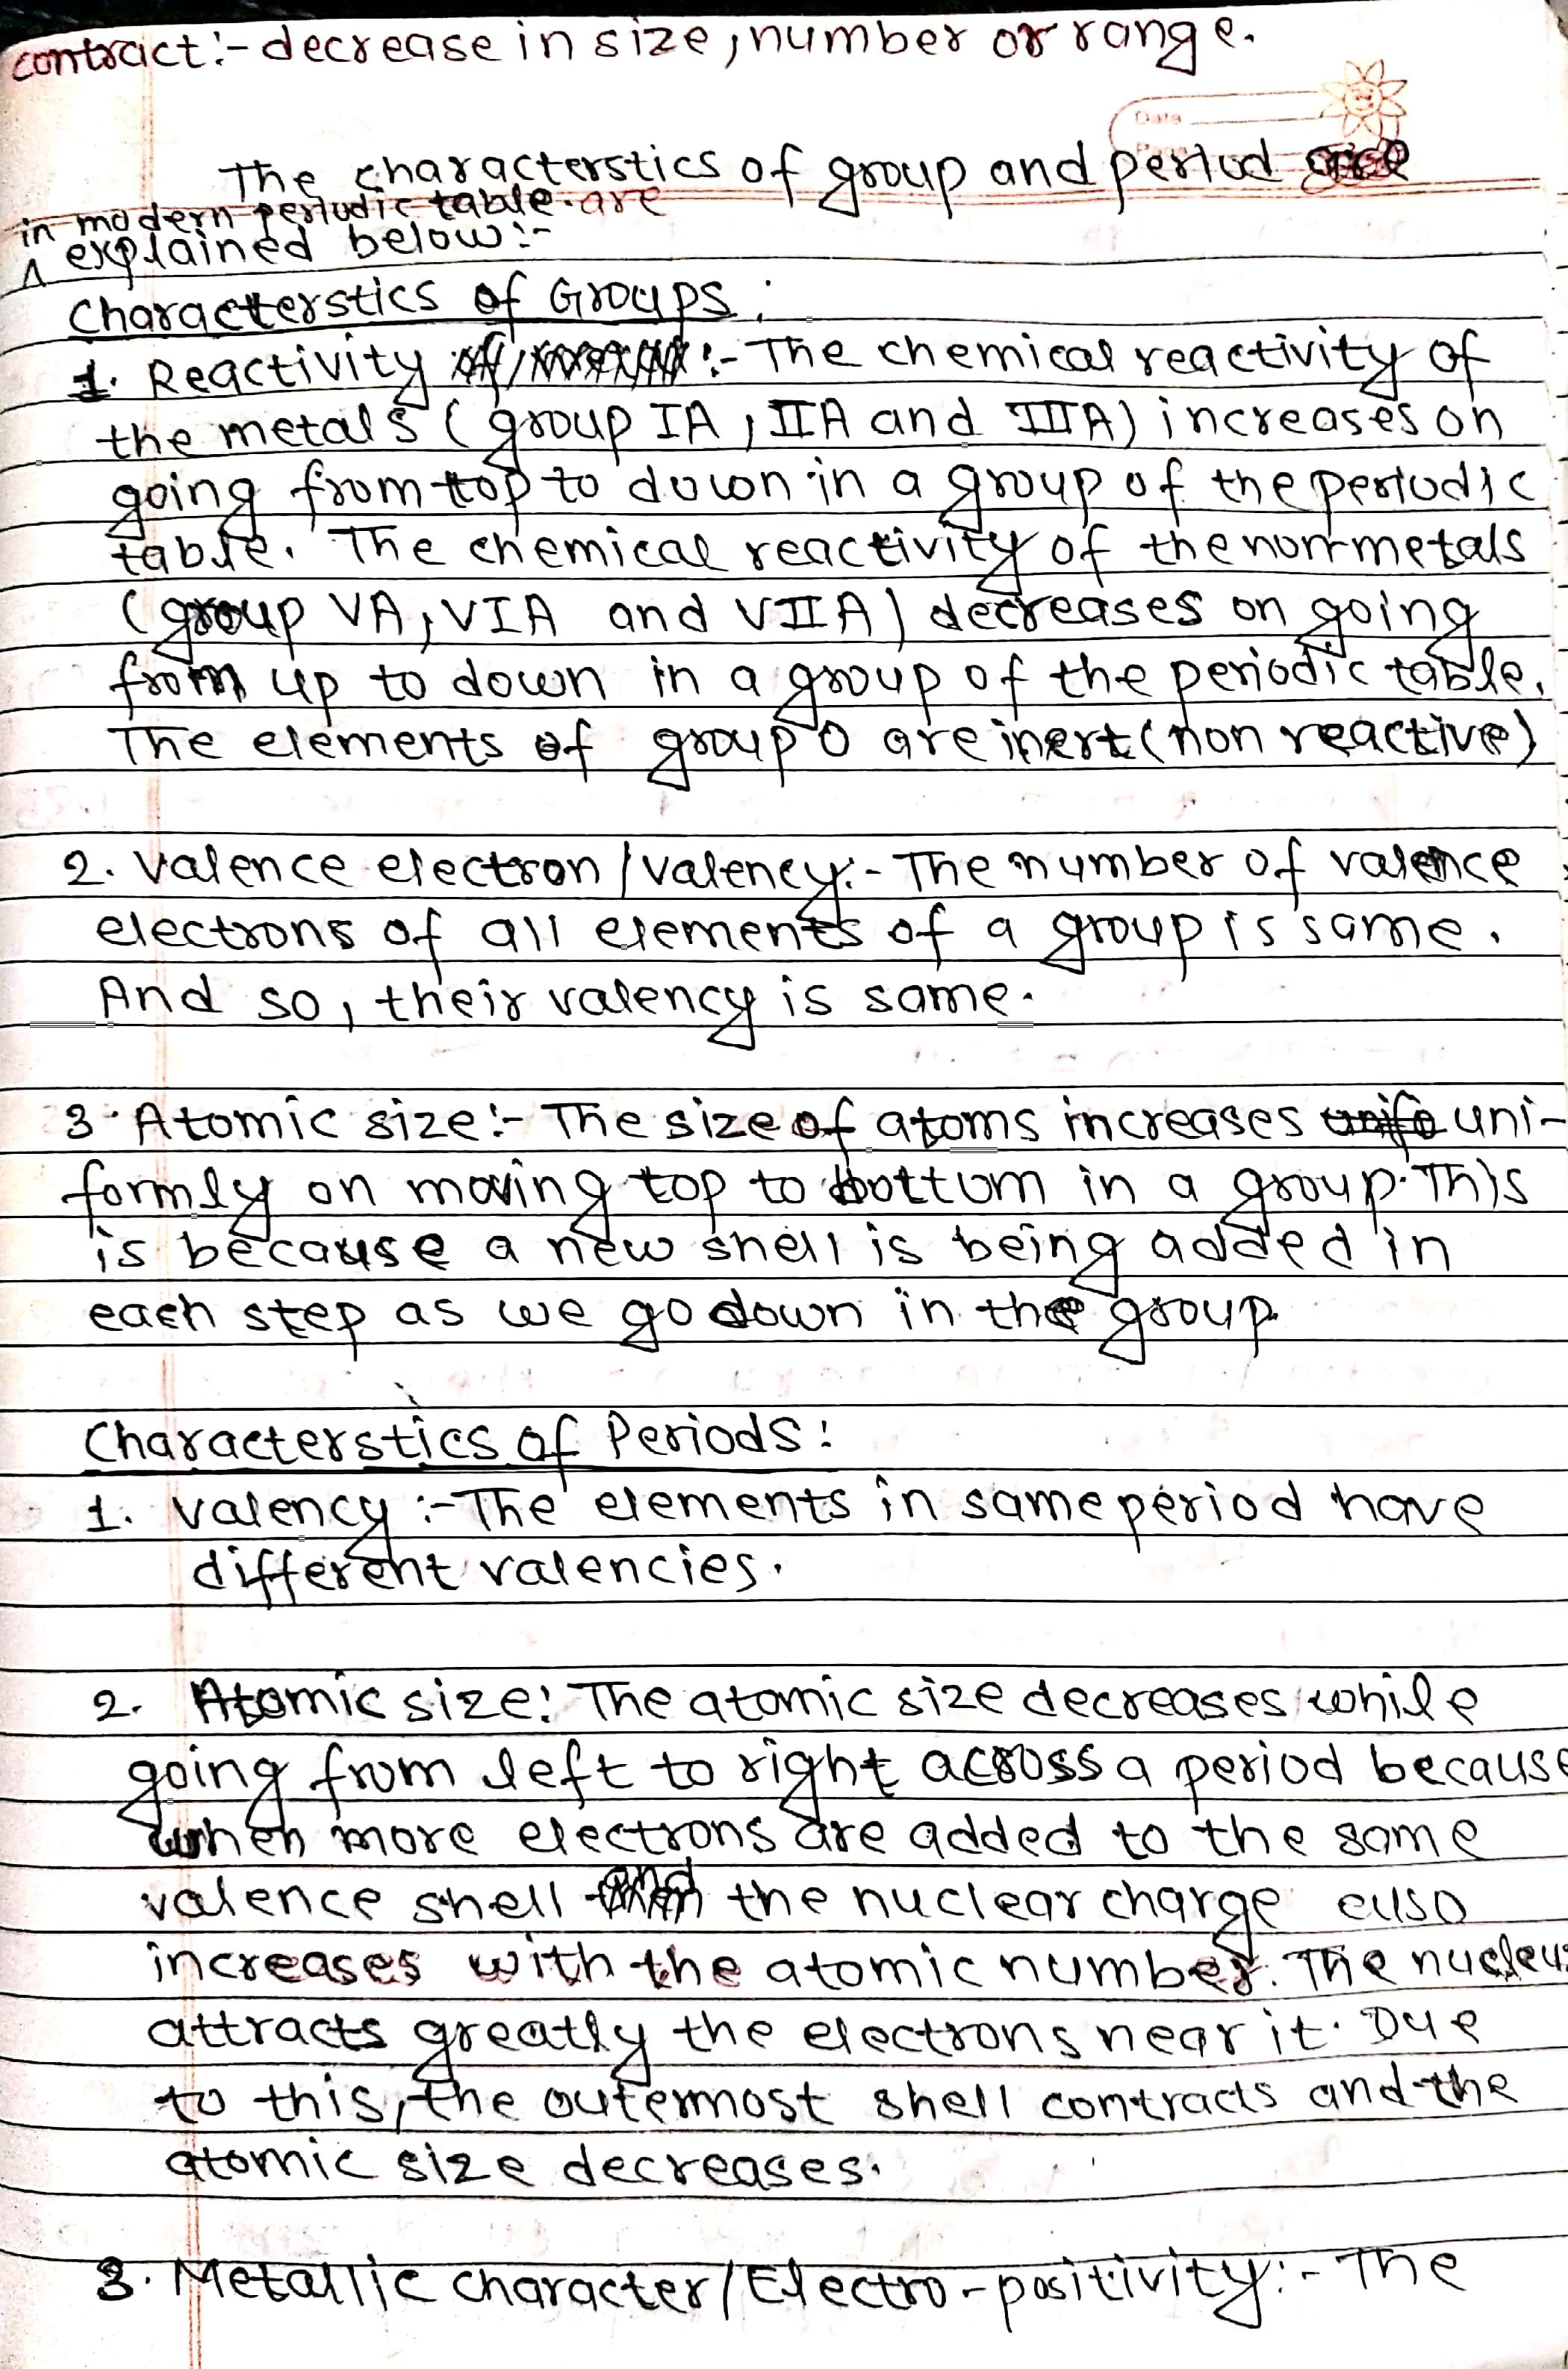 contract:- decrease in size, number or range.
Date
The characterstics of group and period
in modern periodic table are
explained below:-
Characterstics of Groups:
1. Reactivity :- The chemical reactivity of
the metals (group IA, IIA and IIIA) increases on
going from top to down in a group of the periodic
table. The chemical reactivity of the non-metals
(group VA, VIA and VIIA) decreases on going
from up to down in a group of the periodic table.
The elements of group 0 are inert (non reactive)
2. Valence electron / valency:- The number of valence
electrons of all elements of a group is same.
And so, their valency is same.
3. Atomic size:- The size of atoms increases uni-
formly on moving top to bottom in a group. This
is because a new shell is being added in
each step as we go down in the group.
Characterstics of Periods:
1. valency :- The elements in same period have
different valencies.
2. Atomic size: The atomic size decreases while
going from left to right across a period because
when more electrons are added to the same
valence shell and the nuclear charge also
increases with the atomic number. The nucleus
attracts greatly the electrons near it. Due
to this, the outermost shell contracts and the
atomic size decreases.
3. Metallic character/Electro-positivity:- The